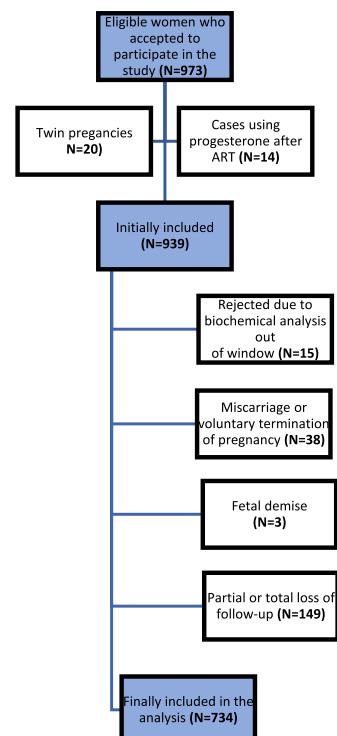 Eligible women who
accepted to
participate in the
study (N=973)
Twin pregancies
N=20)
Cases using
progesterone after
ART (N=14)
Initially included
(N=939)
Rejected due to
biochemical analysis
out
of window (N=15)
Miscarriage or
voluntary termination
of pregnancy (N=38)
Fetal demise
(N=3)
Partial or total loss of
follow-up (N=149)
Finally included in the
analysis (N=734)